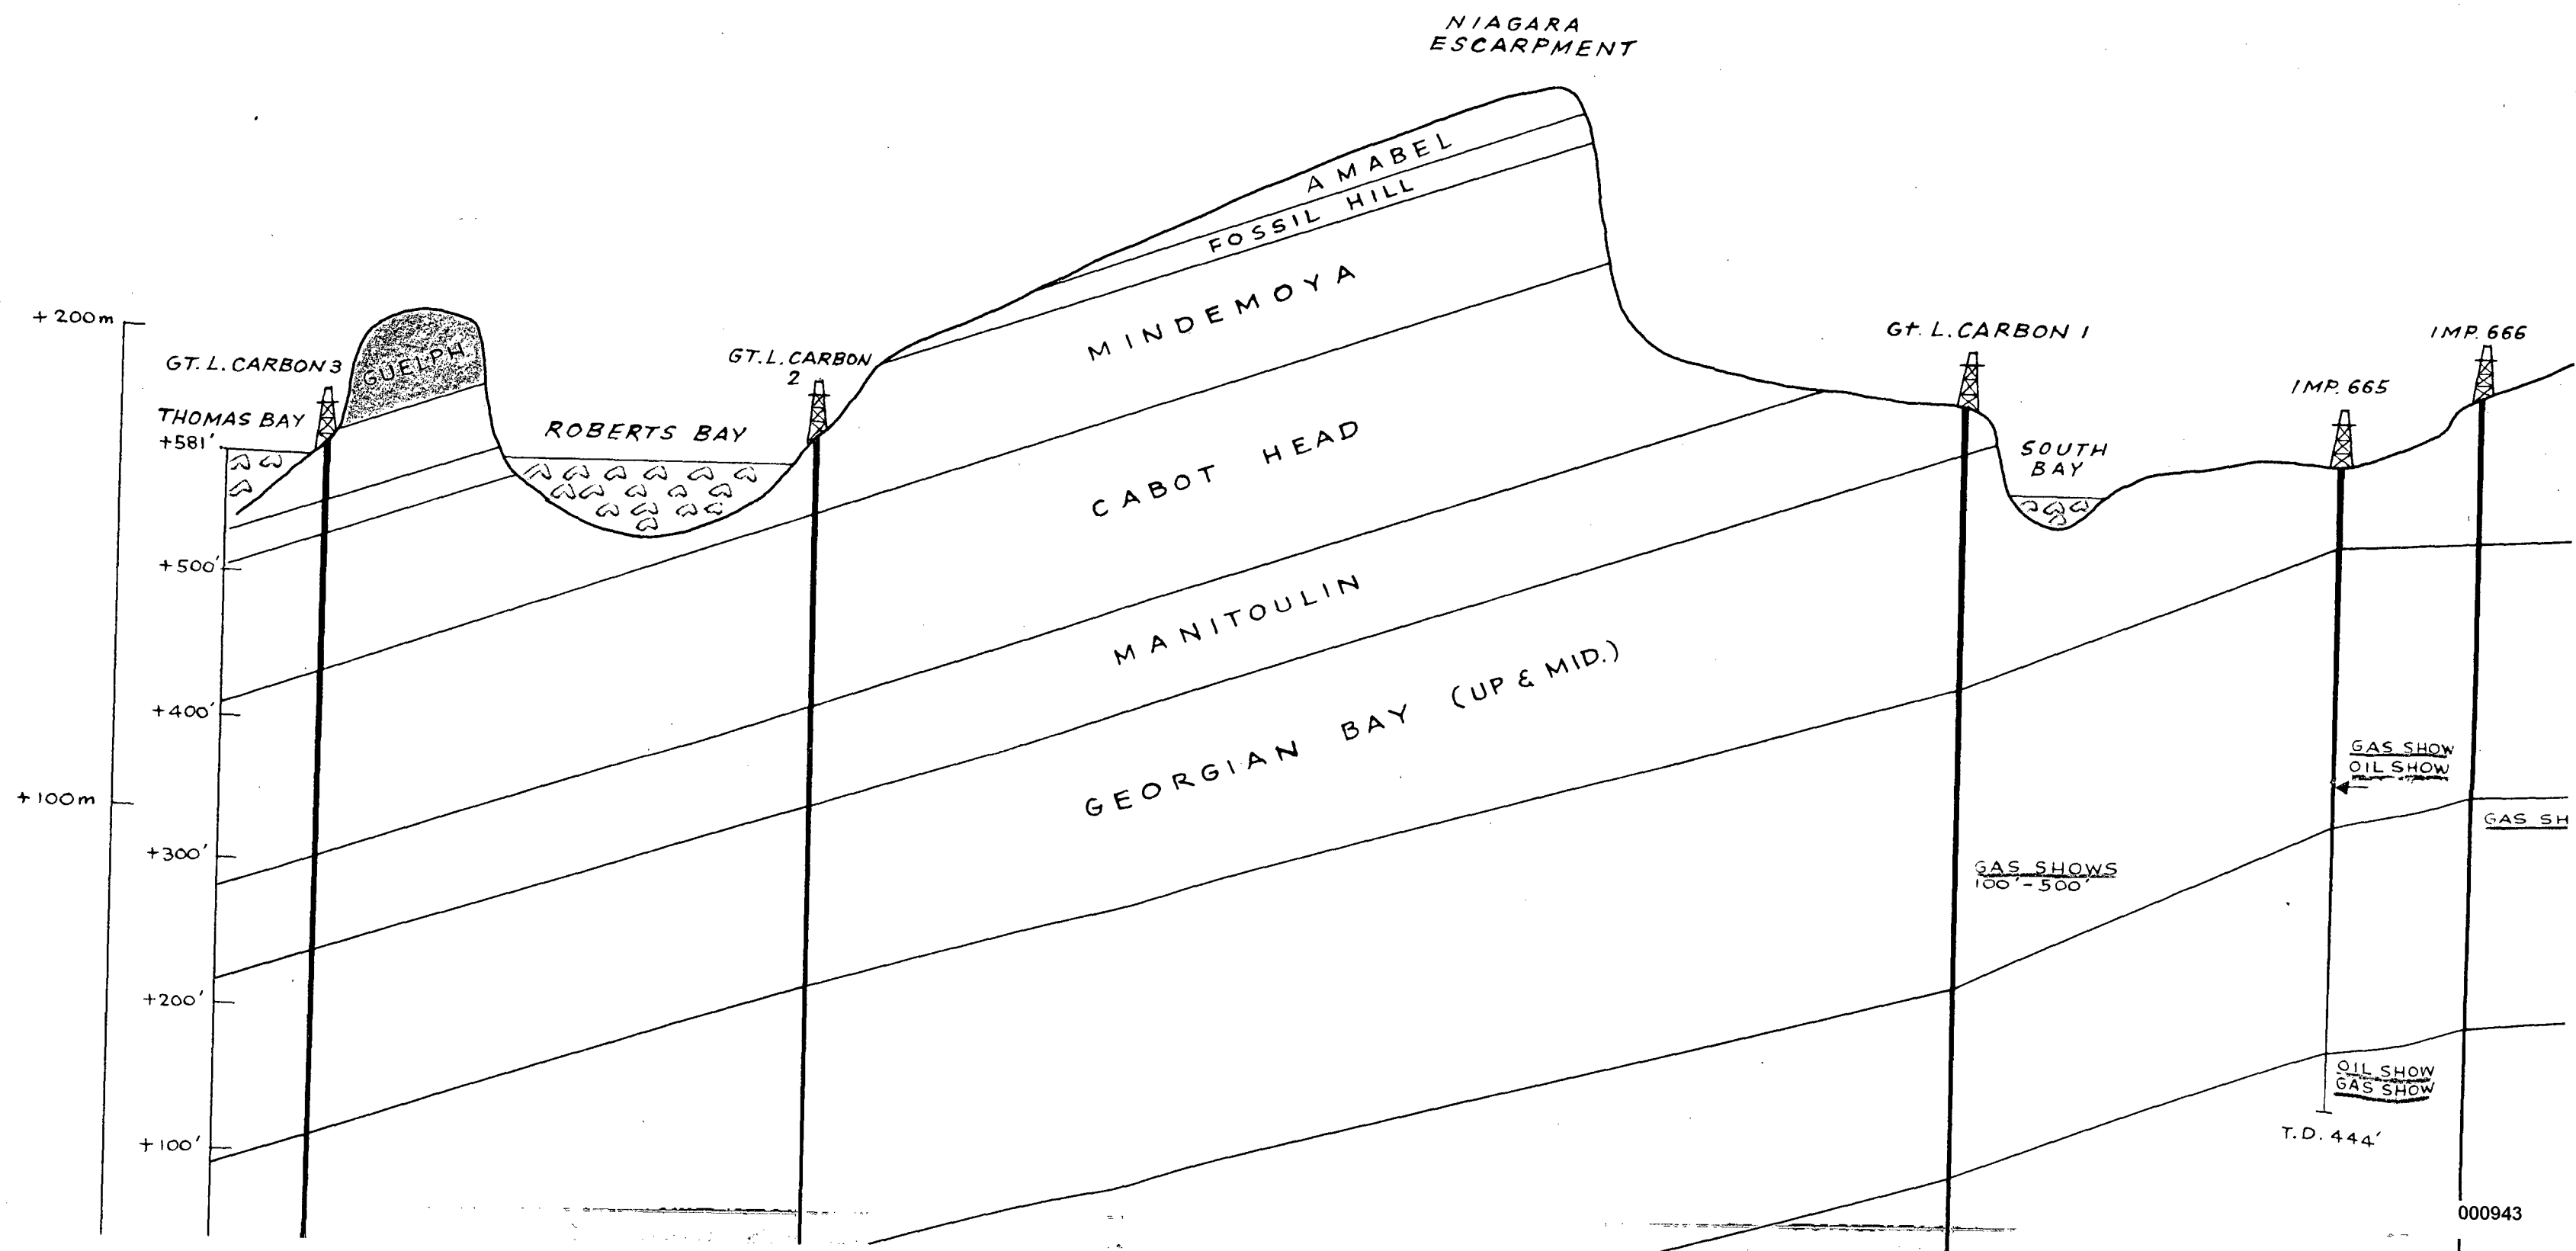 NIAGARA
ESCARPMENT
AMABEL
FOSSIL HILL
MINDEMOYA
CABOT HEAD
MANITOULIN
GEORGIAN BAY (UP & MID.)
+200m
+100m
GT. L. CARBON 3
GUELPH
THOMAS BAY
+581'
+500'
+400'
+300'
+200'
+100'
ROBERTS BAY
GT. L. CARBON
2
Gt. L. CARBON 1
SOUTH
BAY
IMP. 665
IMP. 666
GAS SHOWS
100'-500'
GAS SHOW
OIL SHOW
GAS SH
OIL SHOW
GAS SHOW
T.D. 444'
000943